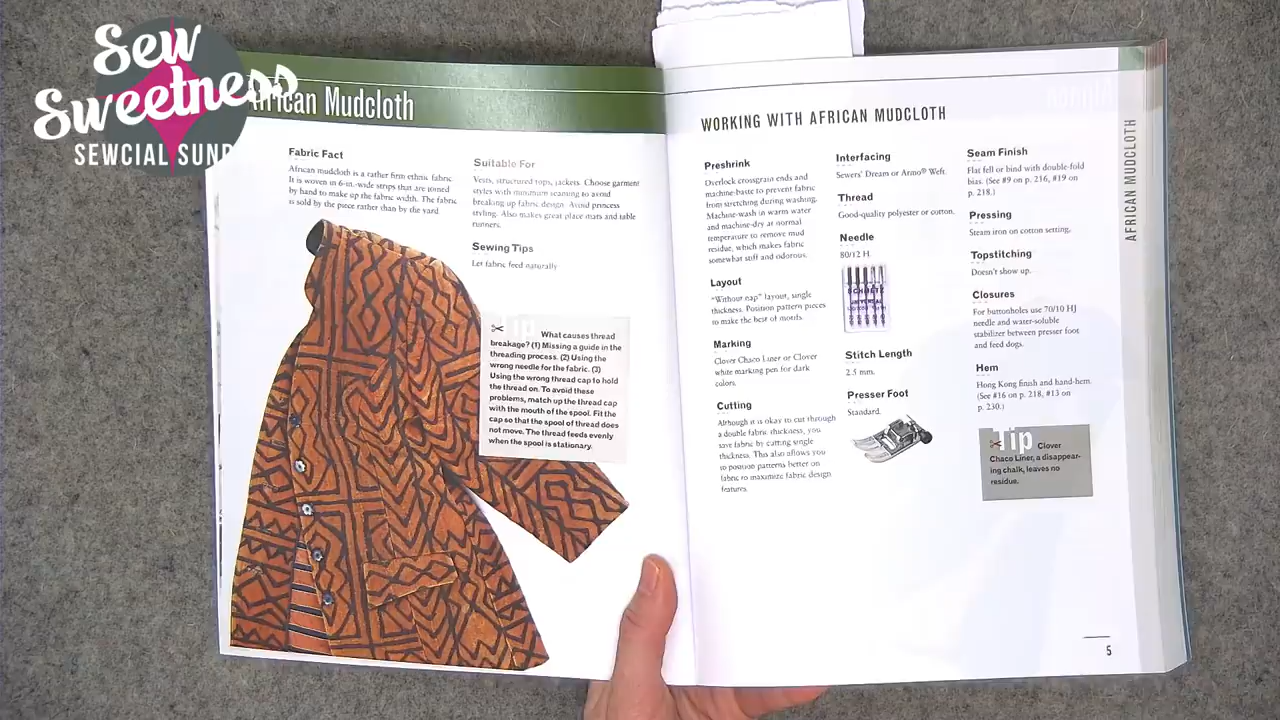 Sew
Sweetness
SEWCIAL SUND
African Mudcloth
Fabric Fact
African mudcloth is a rather firm ethnic fabric.
It is woven in 6-in.-wide strips that are joined
by hand to make up the fabric width. The fabric
is sold by the piece rather than by the yard.
Suitable For
Vests, structured tops, jackets. Choose garment
styles with minimum seaming to avoid
breaking up fabric design. Avoid princess
styling. Also makes great place mats and table
runners.
Sewing Tips
Let fabric feed naturally.
Tip What causes thread
breakage? (1) Missing a guide in the
threading process. (2) Using the
wrong needle for the fabric. (3)
Using the wrong thread cap to hold
the thread on. To avoid these
problems, match up the thread cap
with the mouth of the spool. Fit the
cap so that the spool of thread does
not move. The thread feeds evenly
when the spool is stationary.
WORKING WITH AFRICAN MUDCLOTH
Preshrink
Overlock crossgrain ends and
machine-baste to prevent fabric
from stretching during washing.
Machine-wash in warm water
and machine-dry at normal
temperature to remove mud
residue, which makes fabric
somewhat stiff and odorous.
Layout
"Without nap" layout, single
thickness. Position pattern pieces
to make the best of motifs.
Marking
Clover Chaco Liner or Clover
white marking pen for dark
colors.
Cutting
Although it is okay to cut through
a double fabric thickness, you
save fabric by cutting single
thickness. This also allows you
to position patterns better on
fabric to maximize fabric design
features.
Interfacing
Sewers' Dream or Armo® Weft.
Thread
Good-quality polyester or cotton.
Needle
80/12 H
SCHMETZ
UNIVERSAL
Stitch Length
2.5 mm.
Presser Foot
Standard.
Seam Finish
Flat fell or bind with double-fold
bias. (See #9 on p. 216, #19 on
p. 218.)
Pressing
Steam iron on cotton setting.
Topstitching
Doesn't show up.
Closures
For buttonholes use 70/10 HJ
needle and water-soluble
stabilizer between presser foot
and feed dogs.
Hem
Hong Kong finish and hand-hem.
(See #16 on p. 218, #13 on
p. 230.)
Tip Clover
Chaco Liner, a disappear-
ing chalk, leaves no
residue.
AFRICAN MUDCLOTH
5